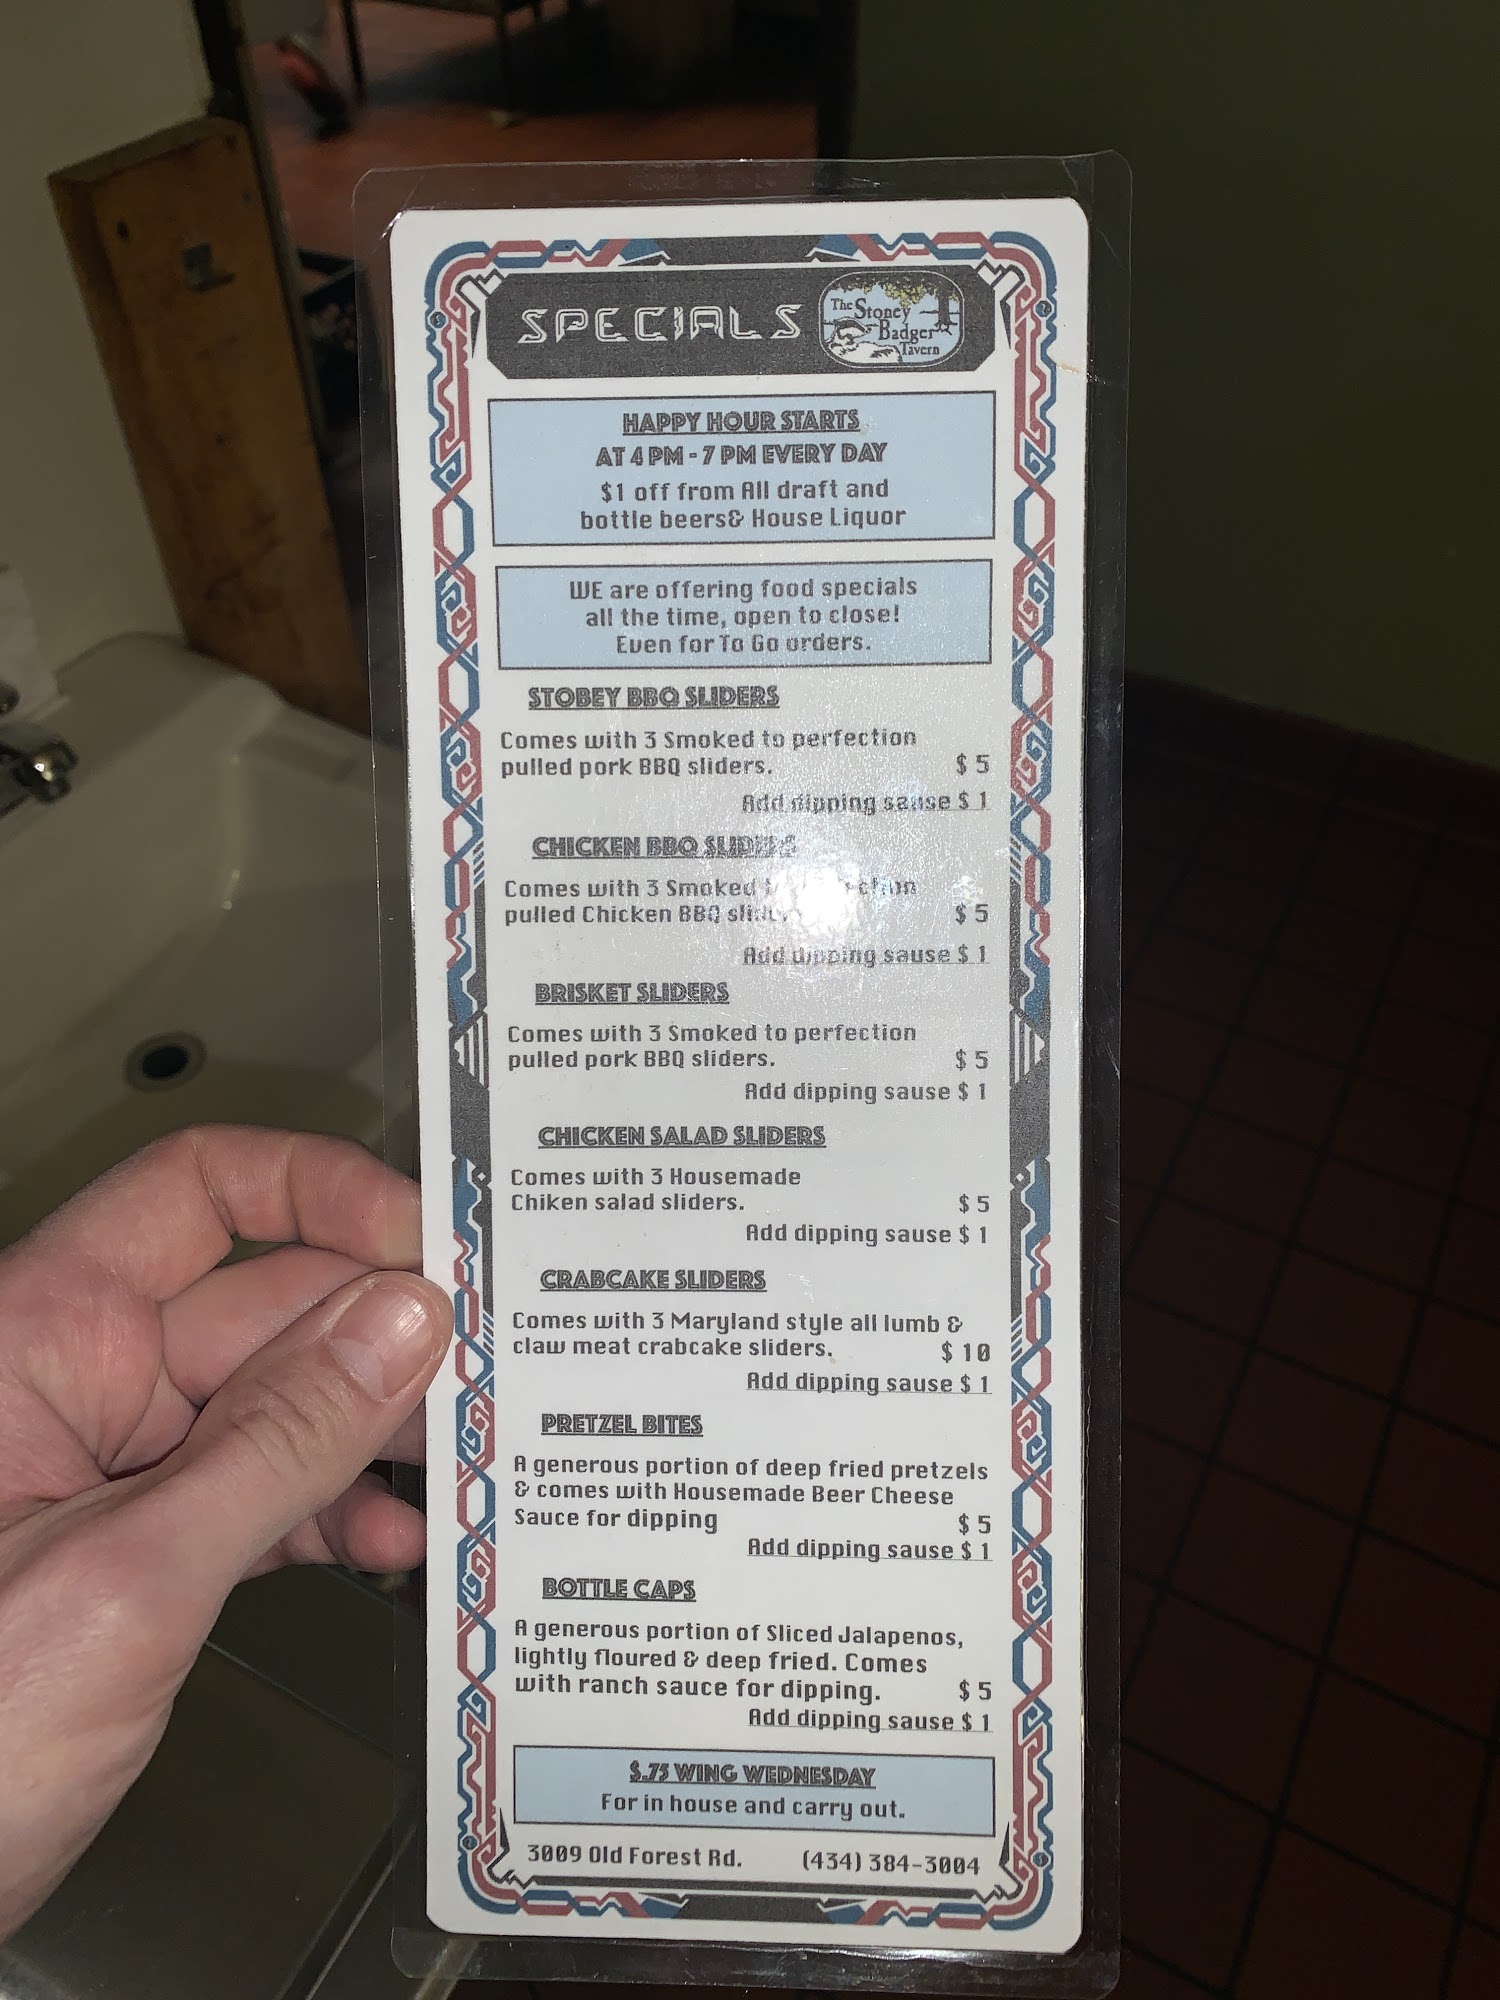 SPECIALS
The Stoney
Badger
Tavern
HAPPY HOUR STARTS
AT 4 PM - 7 PM EVERY DAY
$1 off from All draft and
bottle beers& House Liquor
WE are offering food specials
all the time, open to close!
Even for To Go orders.
STOBEY BBQ SLIDERS
Comes with 3 Smoked to perfection
pulled pork BBQ sliders. $ 5
Add dipping sause $ 1
CHICKEN BBQ SLIDERS
Comes with 3 Smoked
pulled Chicken BBQ $ 5
Add dipping sause $ 1
BRISKET SLIDERS
Comes with 3 Smoked to perfection
pulled pork BBQ sliders. $ 5
Add dipping sause $ 1
CHICKEN SALAD SLIDERS
Comes with 3 Housemade
Chiken salad sliders. $ 5
Add dipping sause $ 1
CRABCAKE SLIDERS
Comes with 3 Maryland style all lumb &
claw meat crabcake sliders. $ 10
Add dipping sause $ 1
PRETZEL BITES
A generous portion of deep fried pretzels
& comes with Housemade Beer Cheese
Sauce for dipping $ 5
Add dipping sause $ 1
BOTTLE CAPS
A generous portion of Sliced Jalapenos,
lightly floured & deep fried. Comes
with ranch sauce for dipping. $ 5
Add dipping sause $ 1
$.75 WING WEDNESDAY
For in house and carry out.
3009 Old Forest Rd. (434) 384-3004